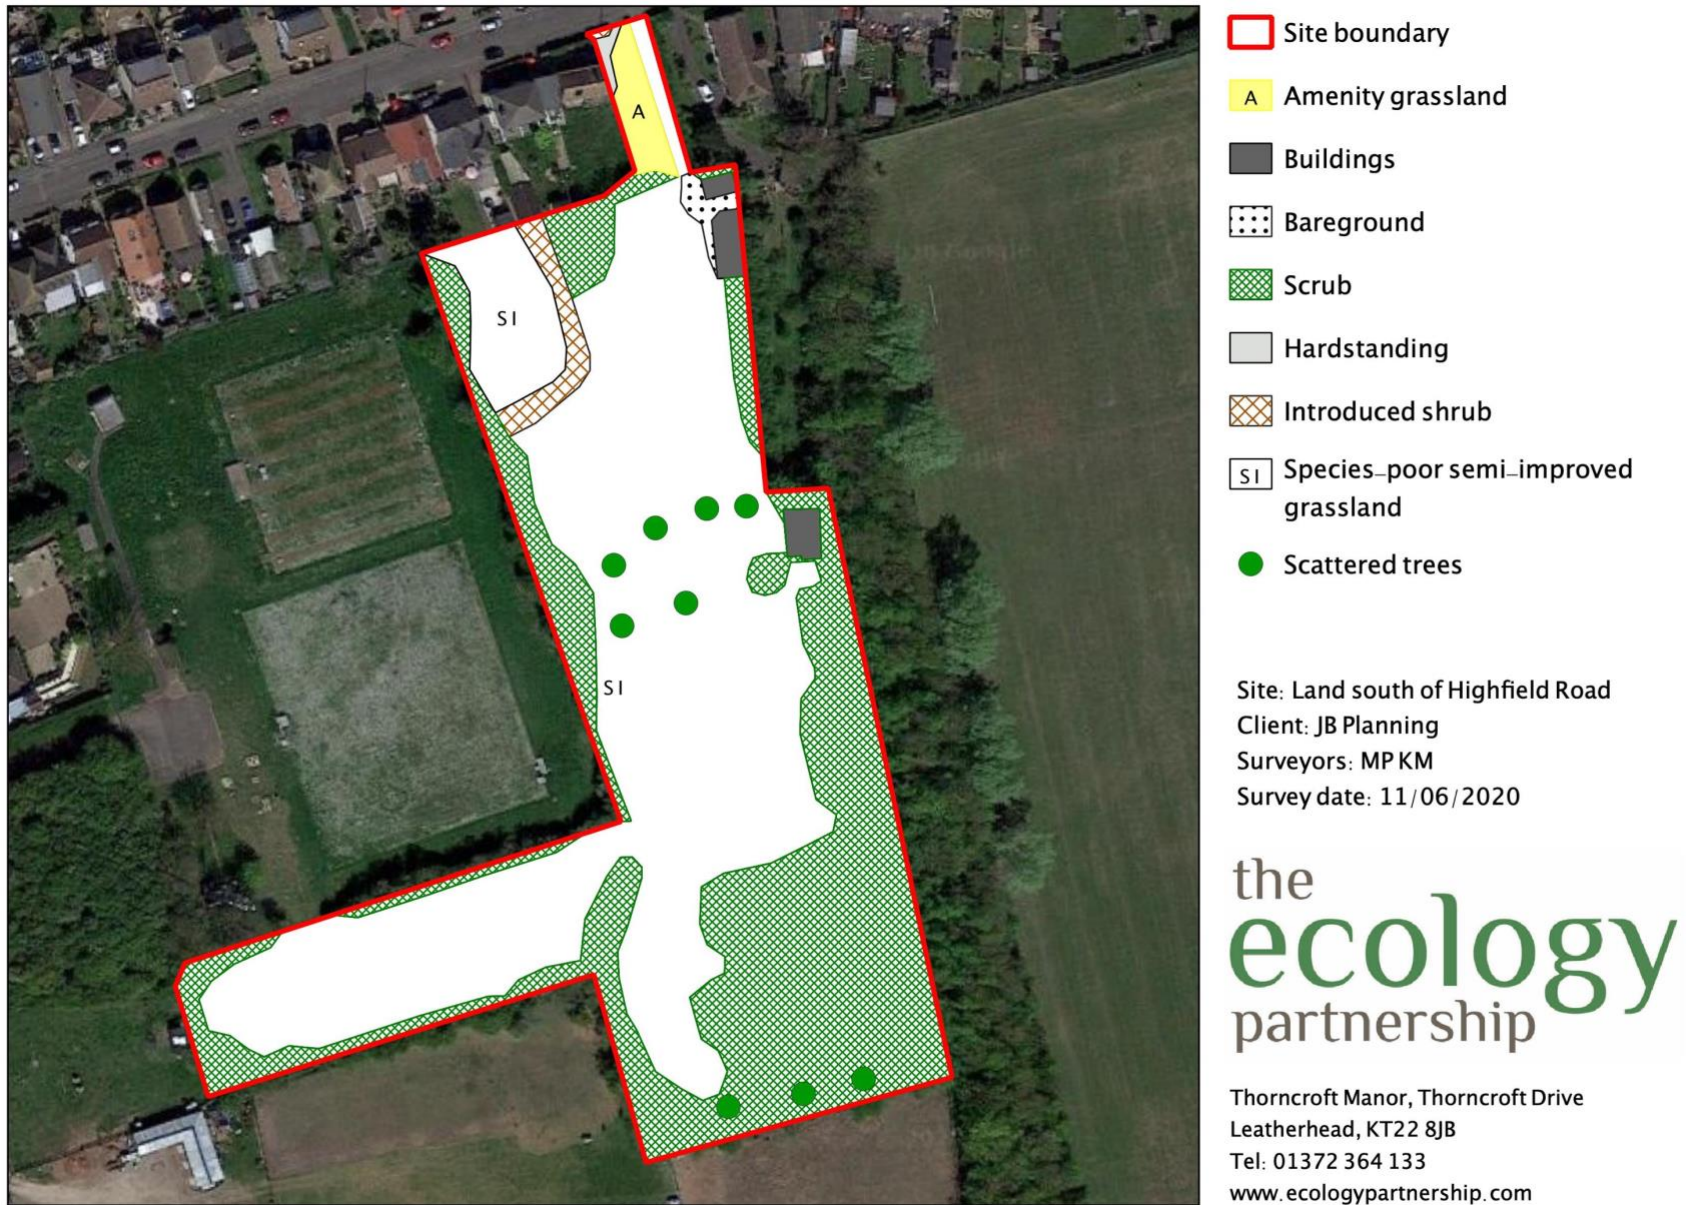 A
SI
SI
Site boundary
A Amenity grassland
Buildings
Bareground
Scrub
Hardstanding
Introduced shrub
SI Species-poor semi-improved
grassland
Scattered trees
Site: Land south of Highfield Road
Client: JB Planning
Surveyors: MP KM
Survey date: 11/06/2020
the
ecology
partnership
Thorncroft Manor, Thorncroft Drive
Leatherhead, KT22 8JB
Tel: 01372 364 133
www.ecologypartnership.com